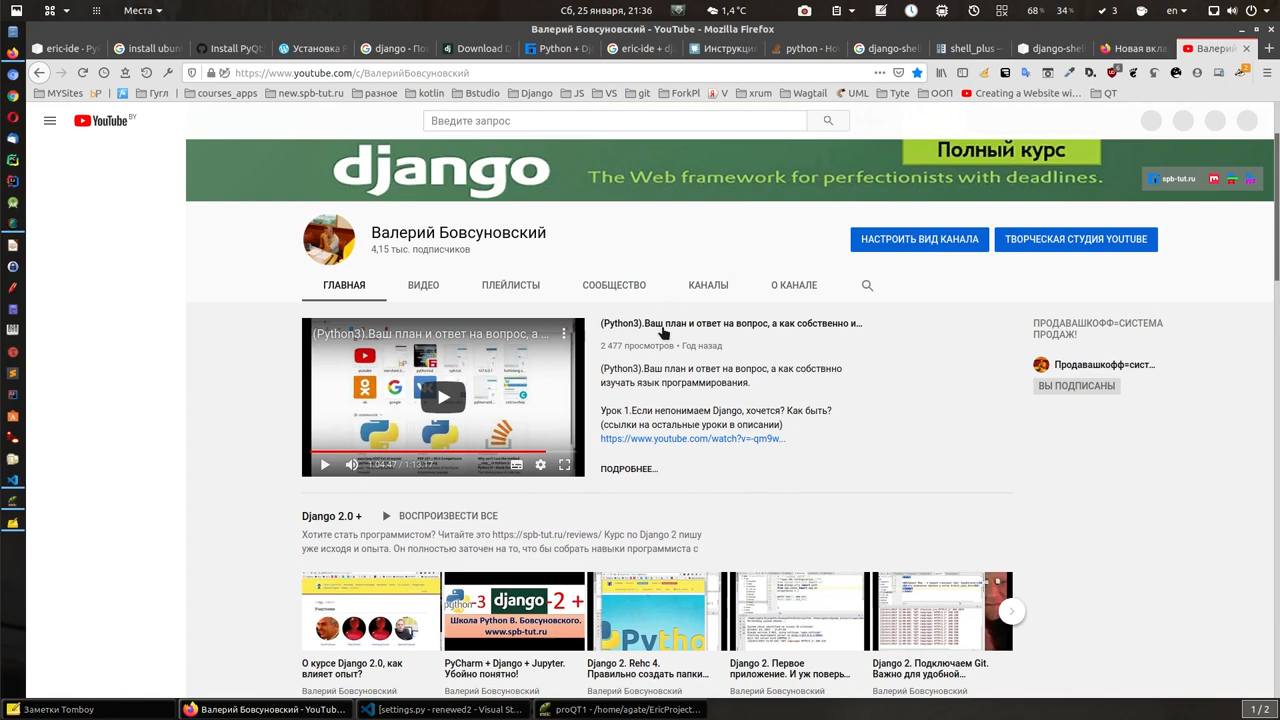 Места
Сб, 25 января, 21:36
1,4°C
68%
34%
3
en
Валерий Бовсуновский - YouTube - Mozilla Firefox
eric-ide - Py
install ubun
Install PyQt
Установка
django - По
Download D
Python + Dj
eric-ide + dj
Инструкци
python - Ho
django-shel
shell_plus —
django-shel
Новая вкла
Валерий
https://www.youtube.com/c/ВалерийБовсуновский
MYSites
bP
Гугл
courses_apps
new.spb-tut.ru
разное
kotlin
Bstudio
Django
JS
VS
git
ForkPl
V
xrum
Wagtail
UML
Tyte
ООП
Creating a Website wi...
QT
YouTube BY
Введите запрос
django
The Web framework for perfectionists with deadlines.
Полный курс
spb-tut.ru
Валерий Бовсуновский
4,15 тыс. подписчиков
НАСТРОИТЬ ВИД КАНАЛА
ТВОРЧЕСКАЯ СТУДИЯ YOUTUBE
ГЛАВНАЯ
ВИДЕО
ПЛЕЙЛИСТЫ
СООБЩЕСТВО
КАНАЛЫ
О КАНАЛЕ
(Python3).Ваш план и ответ на вопрос, а ...
1:04:47 / 1:13:17
(Python3).Ваш план и ответ на вопрос, а как собственно и...
2 477 просмотров • Год назад
(Python3).Ваш план и ответ на вопрос, а как собствнно
изучать язык программирования.
Урок 1.Если непонимаем Django, хочется? Как быть?
(ссылки на остальные уроки в описании)
https://www.youtube.com/watch?v=-qm9w...
ПОДРОБНЕЕ...
ПРОДАВАШКОФФ=СИСТЕМА
ПРОДАЖ!
Продавашкофф=сист...
ВЫ ПОДПИСАНЫ
Django 2.0 +
ВОСПРОИЗВЕСТИ ВСЕ
Хотите стать программистом? Читайте это https://spb-tut.ru/reviews/ Курс по Django 2 пишу
уже исходя и опыта. Он полностью заточен на то, что бы собрать навыки программиста с
python-3 django-2 +
Школа Python В. Бовсуновского.
www.spb-tut.ru
О курсе Django 2.0, как
влияет опыт?
Валерий Бовсуновский
PyCharm + Django + Jupyter.
Убойно понятно!
Валерий Бовсуновский
Django 2. Rehc 4.
Правильно создать папки...
Валерий Бовсуновский
Django 2. Первое
приложение. И уж поверь...
Валерий Бовсуновский
Django 2. Подключаем Git.
Важно для удобной...
Валерий Бовсуновский
Заметки Tomboy
Валерий Бовсуновский - YouTub...
[settings.py - renewed2 - Visual St...
proQT1 - /home/agate/EricProject...
1 / 2